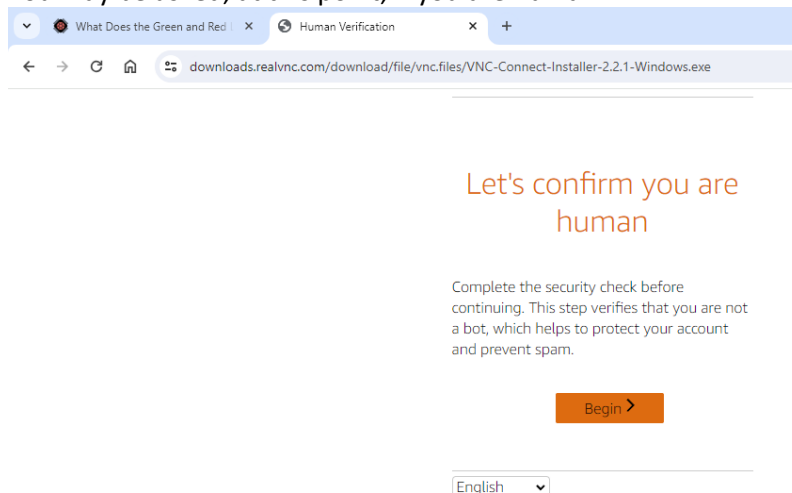 What Does the Green and Red
Human Verification
downloads.realvnc.com/download/file/vnc.files/VNC-Connect-Installer-2.2.1-Windows.exe
Let's confirm you are
human
Complete the security check before
continuing. This step verifies that you are not
a bot, which helps to protect your account
and prevent spam.
Begin
English